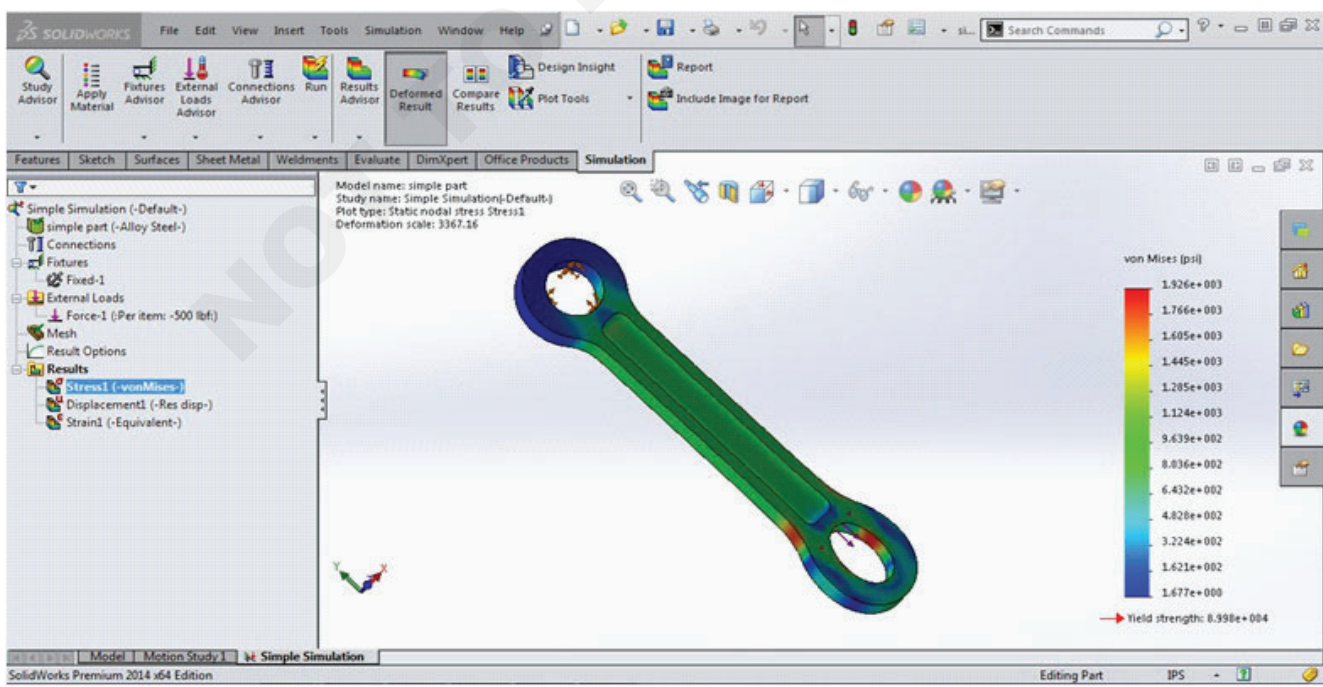 SOLIDWORKS File Edit View Insert Tools Simulation Window Help si... Search Commands
Study Advisor
Apply Material
Fixtures Advisor
External Loads Advisor
Connections Advisor
Run
Results Advisor
Deformed Result
Compare Results
Design Insight
Plot Tools
Report
Include Image for Report
Features Sketch Surfaces Sheet Metal Weldments Evaluate DimXpert Office Products Simulation
Simple Simulation (-Default-)
simple part (-Alloy Steel-)
Connections
Fixtures
Fixed-1
External Loads
Force-1 (:Per item: -500 lbf:)
Mesh
Result Options
Results
Stress1 (-vonMises-)
Displacement1 (-Res disp-)
Strain1 (-Equivalent-)
Model name: simple part
Study name: Simple Simulation(-Default-)
Plot type: Static nodal stress Stress1
Deformation scale: 3367.16
von Mises (psi)
1.926e+003
1.766e+003
1.605e+003
1.445e+003
1.285e+003
1.124e+003
9.639e+002
8.036e+002
6.432e+002
4.828e+002
3.224e+002
1.621e+002
1.677e+000
Yield strength: 8.998e+004
Y X
Model Motion Study 1 Simple Simulation
SolidWorks Premium 2014 x64 Edition Editing Part IPS